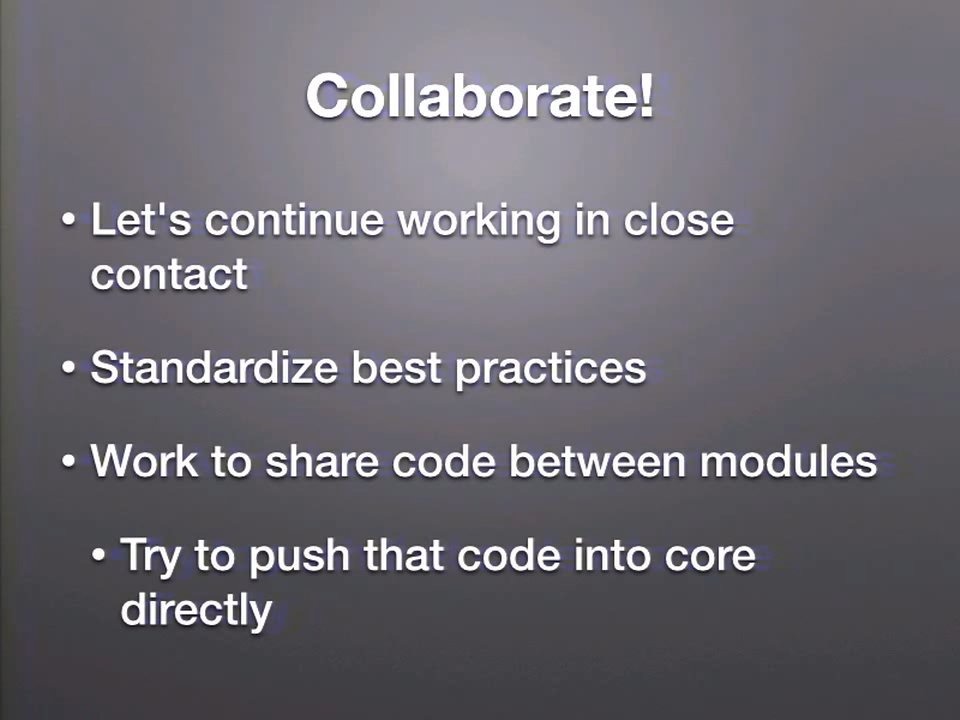 Collaborate!
• Let's continue working in close
contact
• Standardize best practices
• Work to share code between modules
• Try to push that code into core
directly